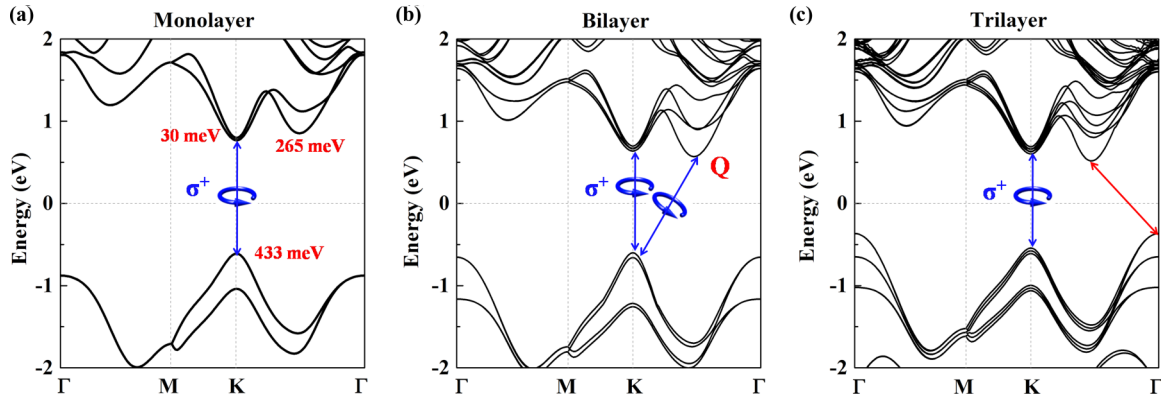 (a) Monolayer
Energy (eV)
2
1
0
-1
-2
30 meV
265 meV
σ+
433 meV
Γ M K Γ
(b) Bilayer
Energy (eV)
2
1
0
-1
-2
Q
σ+
Γ M K Γ
(c) Trilayer
Energy (eV)
2
1
0
-1
-2
σ+
Γ M K Γ